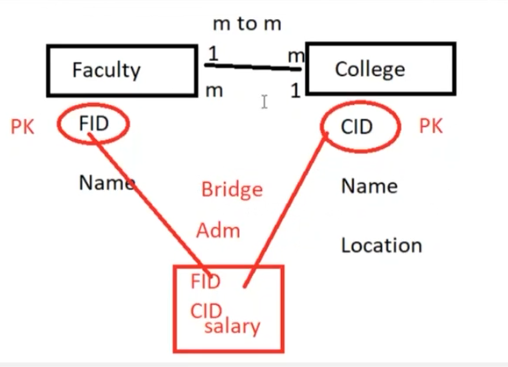 m to m
1
m
Faculty
College
m
1
PK
FID
CID
PK
Name
Bridge
Name
Adm
Location
FID
CID
salary